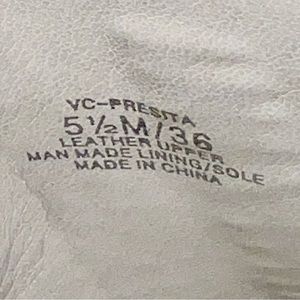 VC-PRESITA
5½M/36
LEATHER UPPER
MAN MADE LINING/SOLE
MADE IN CHINA